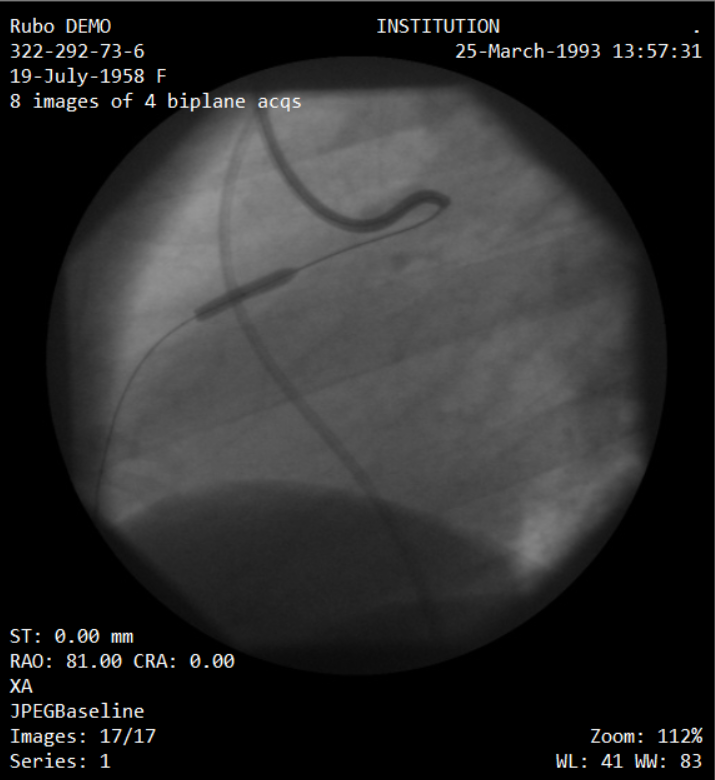 Rubo DEMO
322-292-73-6
19-July-1958 F
8 images of 4 biplane acqs
INSTITUTION .
25-March-1993 13:57:31
ST: 0.00 mm
RAO: 81.00 CRA: 0.00
XA
JPEGBaseline
Images: 17/17
Series: 1
Zoom: 112%
WL: 41 WW: 83